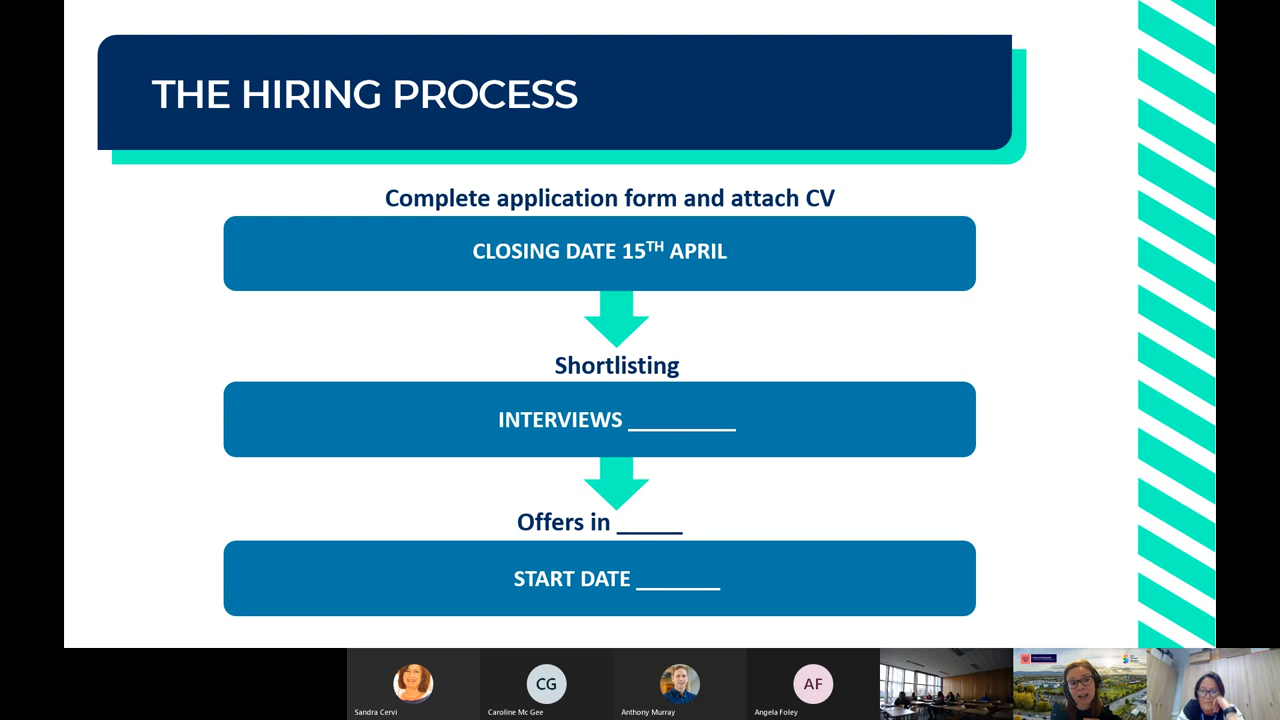 THE HIRING PROCESS
Complete application form and attach CV
CLOSING DATE 15TH APRIL
Shortlisting
INTERVIEWS __________
Offers in ______
START DATE ________
CG
AF
Sandra Cervi
Caroline Mc Gee
Anthony Murray
Angela Foley